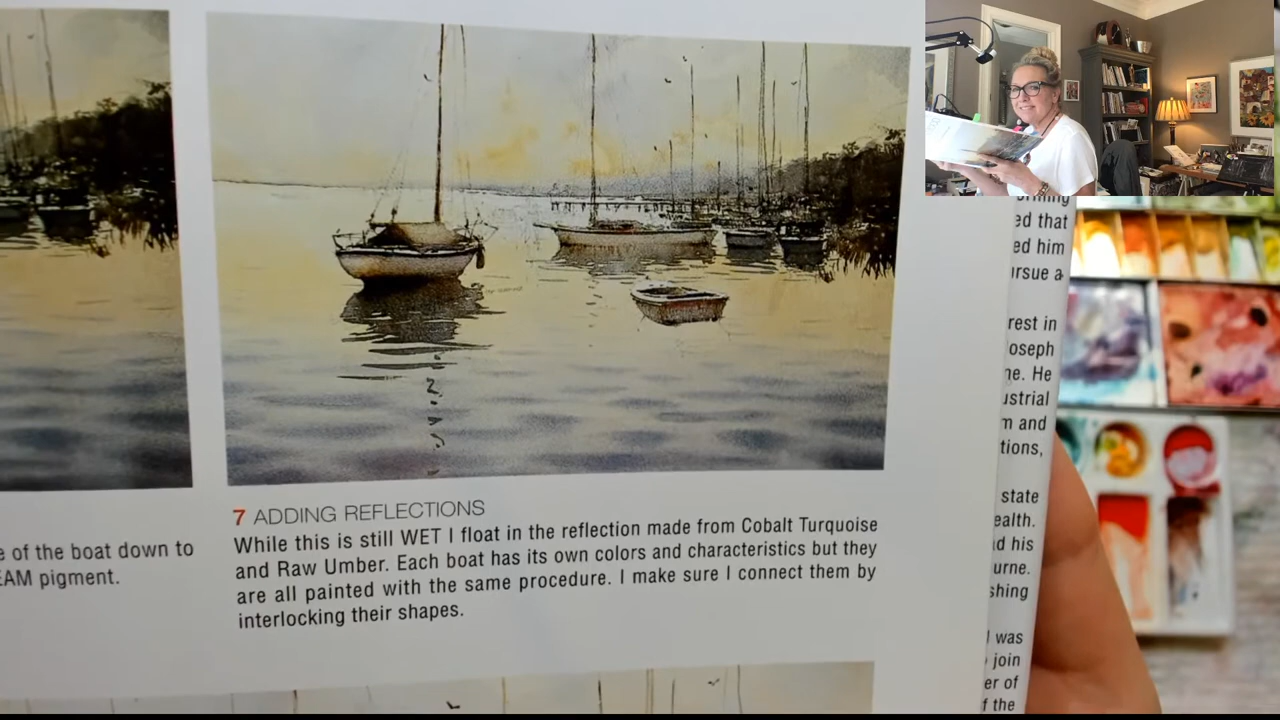 e of the boat down to
EAM pigment.
7 ADDING REFLECTIONS
While this is still WET I float in the reflection made from Cobalt Turquoise
and Raw Umber. Each boat has its own colors and characteristics but they
are all painted with the same procedure. I make sure I connect them by
interlocking their shapes.
ed that
ed him
ursue a
rest in
oseph
ne. He
ustrial
m and
tions,
state
ealth.
nd his
urne.
shing
I was
join
er of
f the